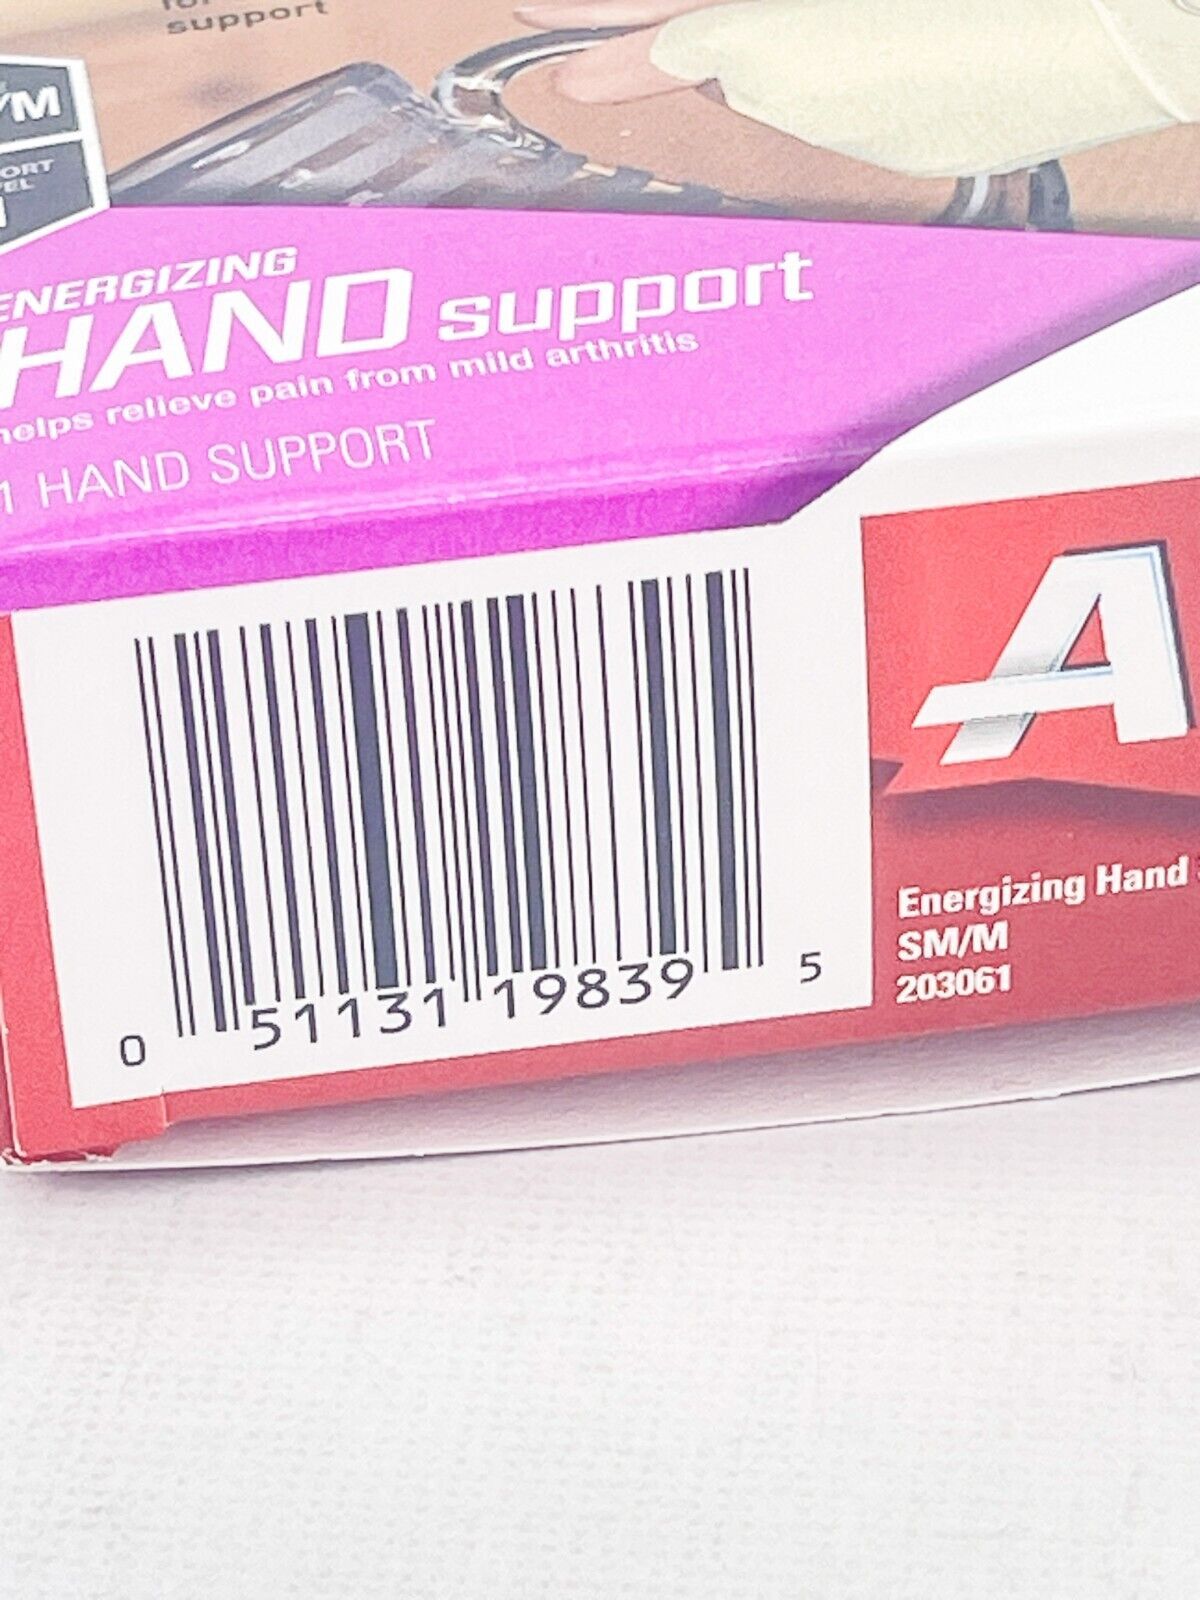 support
/M
ENERGIZING
HAND support
helps relieve pain from mild arthritis
1 HAND SUPPORT
0 51131 19839 5
A
Energizing Hand
SM/M
203061